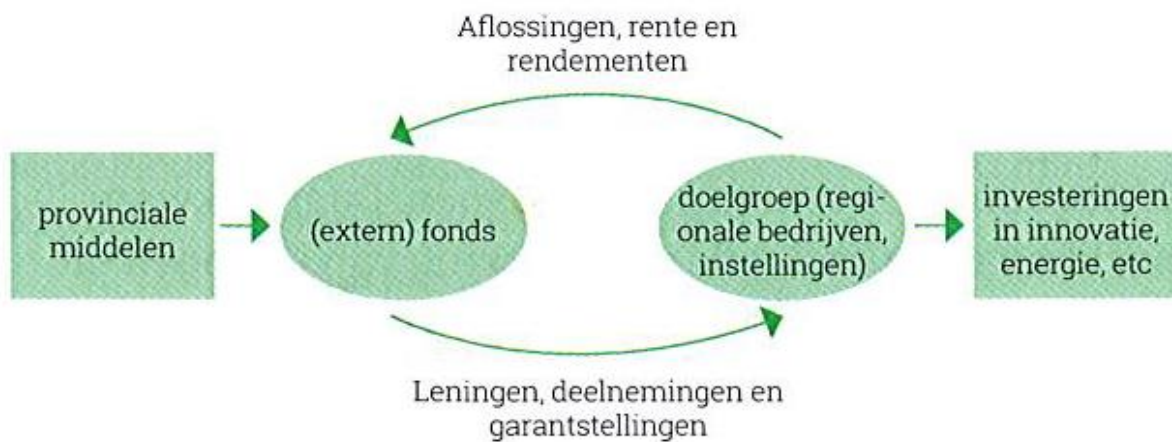 Aflossingen, rente en
rendementen
provinciale
middelen
(extern) fonds
doelgroep (regi-
onale bedrijven,
instellingen)
investeringen
in innovatie,
energie, etc
Leningen, deelnemingen en
garantstellingen